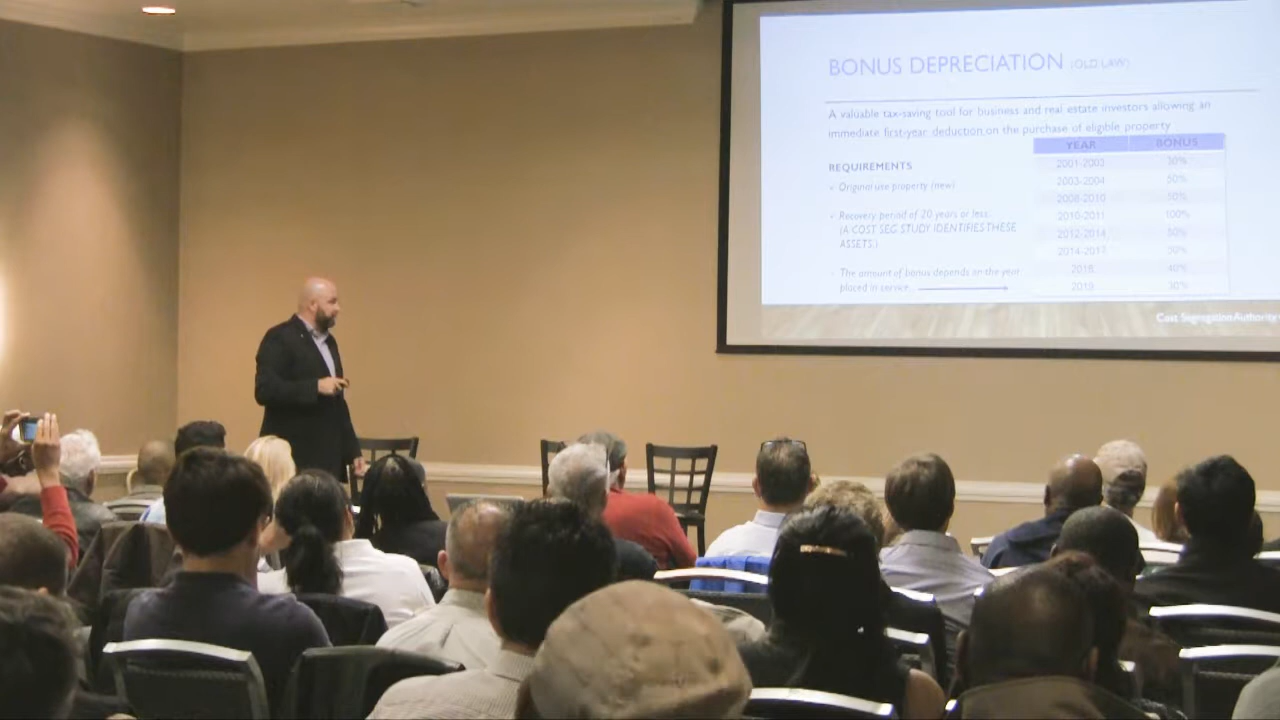 BONUS DEPRECIATION (OLD LAW)
A valuable tax-saving tool for business and real estate investors allowing an
immediate first-year deduction on the purchase of eligible property
REQUIREMENTS
Original use property (new)
Recovery period of 20 years or less.
(A COST SEG STUDY IDENTIFIES THESE
ASSETS.)
The amount of bonus depends on the year
placed in service...
YEAR BONUS
2001-2003 30%
2003-2004 50%
2008-2010 50%
2010-2011 100%
2012-2014 50%
2014-2017 50%
2018 40%
2019 30%
Cost Segregation Authority